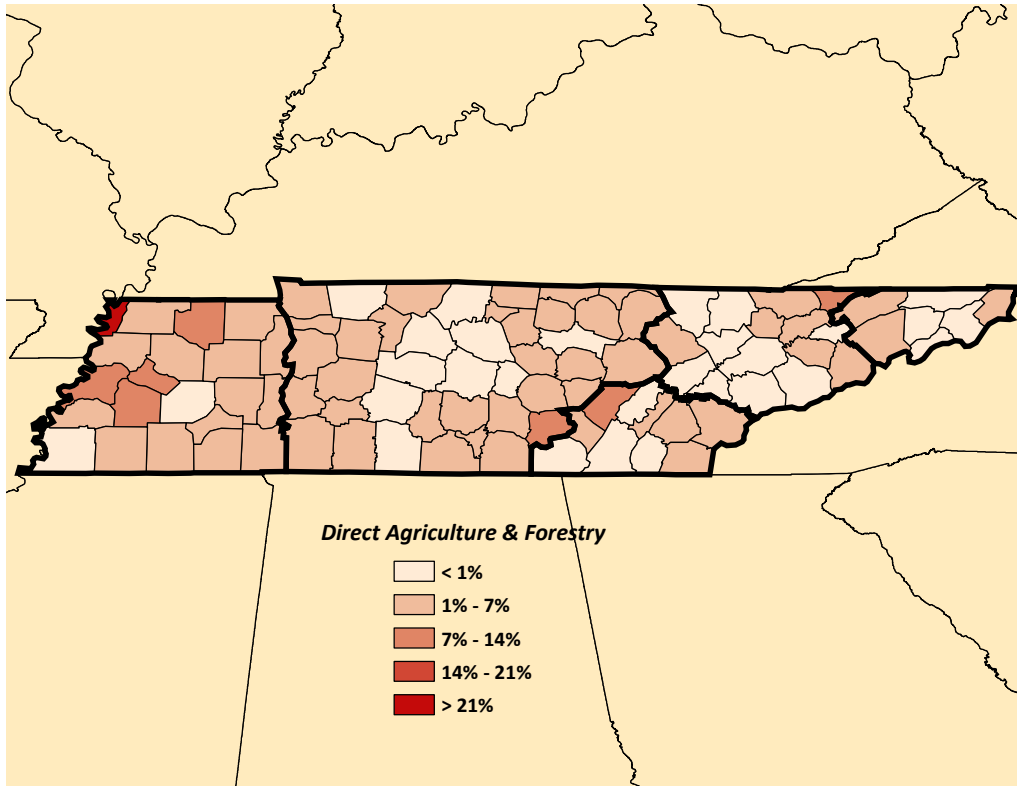 Direct Agriculture & Forestry
< 1%
1% - 7%
7% - 14%
14% - 21%
> 21%